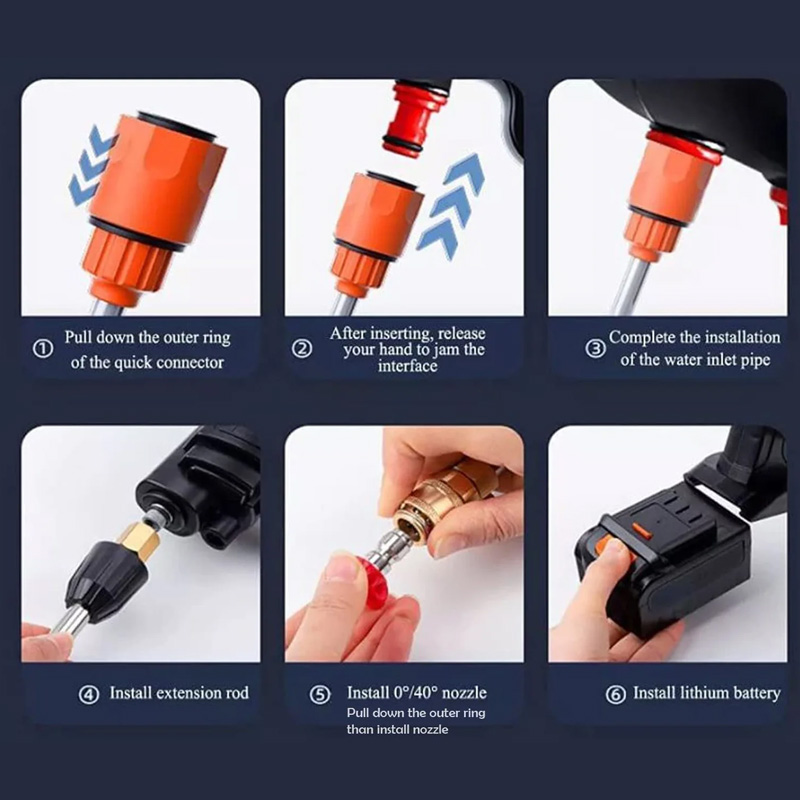 ① Pull down the outer ring
of the quick connector
② After inserting, release
your hand to jam the
interface
③ Complete the installation
of the water inlet pipe
④ Install extension rod
⑤ Install 0°/40° nozzle
Pull down the outer ring
than install nozzle
⑥ Install lithium battery